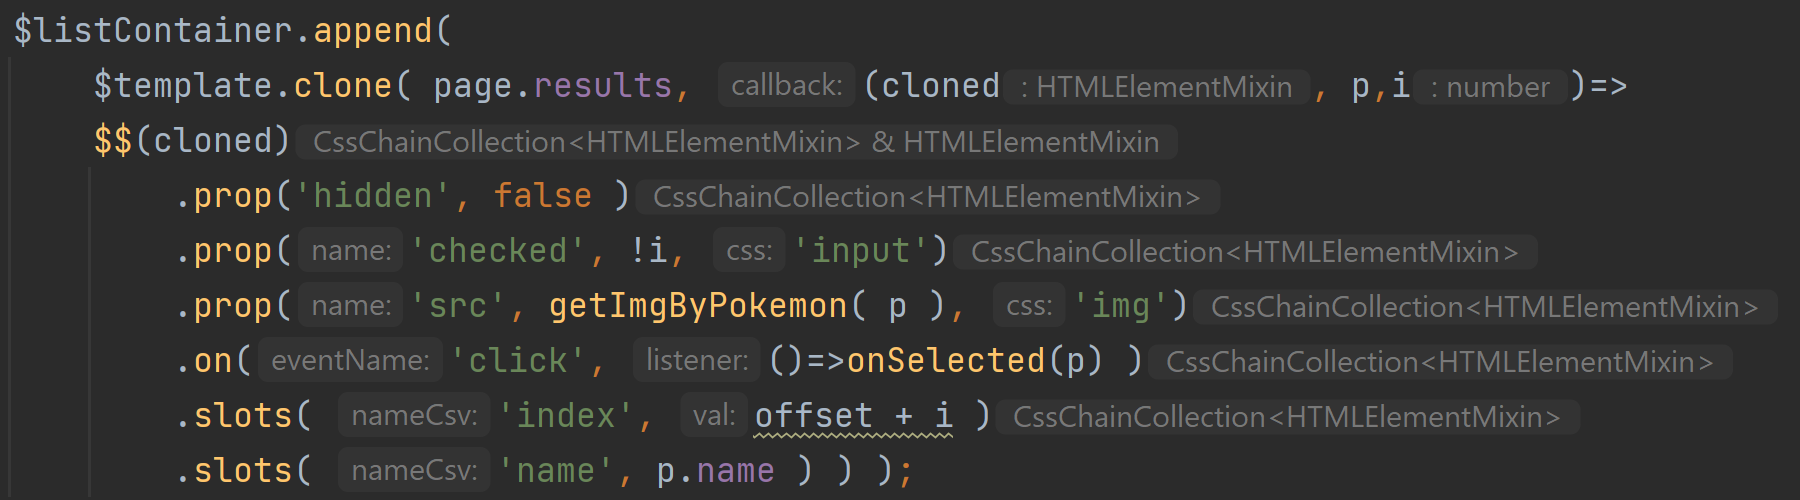 $listContainer.append(
$template.clone( page.results, callback: (cloned : HTMLElementMixin , p,i : number )=>
$$(cloned) CssChainCollection<HTMLElementMixin> & HTMLElementMixin
.prop('hidden', false ) CssChainCollection<HTMLElementMixin>
.prop( name: 'checked', !i, css: 'input') CssChainCollection<HTMLElementMixin>
.prop( name: 'src', getImgByPokemon( p ), css: 'img') CssChainCollection<HTMLElementMixin>
.on( eventName: 'click', listener: ()=>onSelected(p) ) CssChainCollection<HTMLElementMixin>
.slots( nameCsv: 'index', val: offset + i ) CssChainCollection<HTMLElementMixin>
.slots( nameCsv: 'name', p.name ) ) );